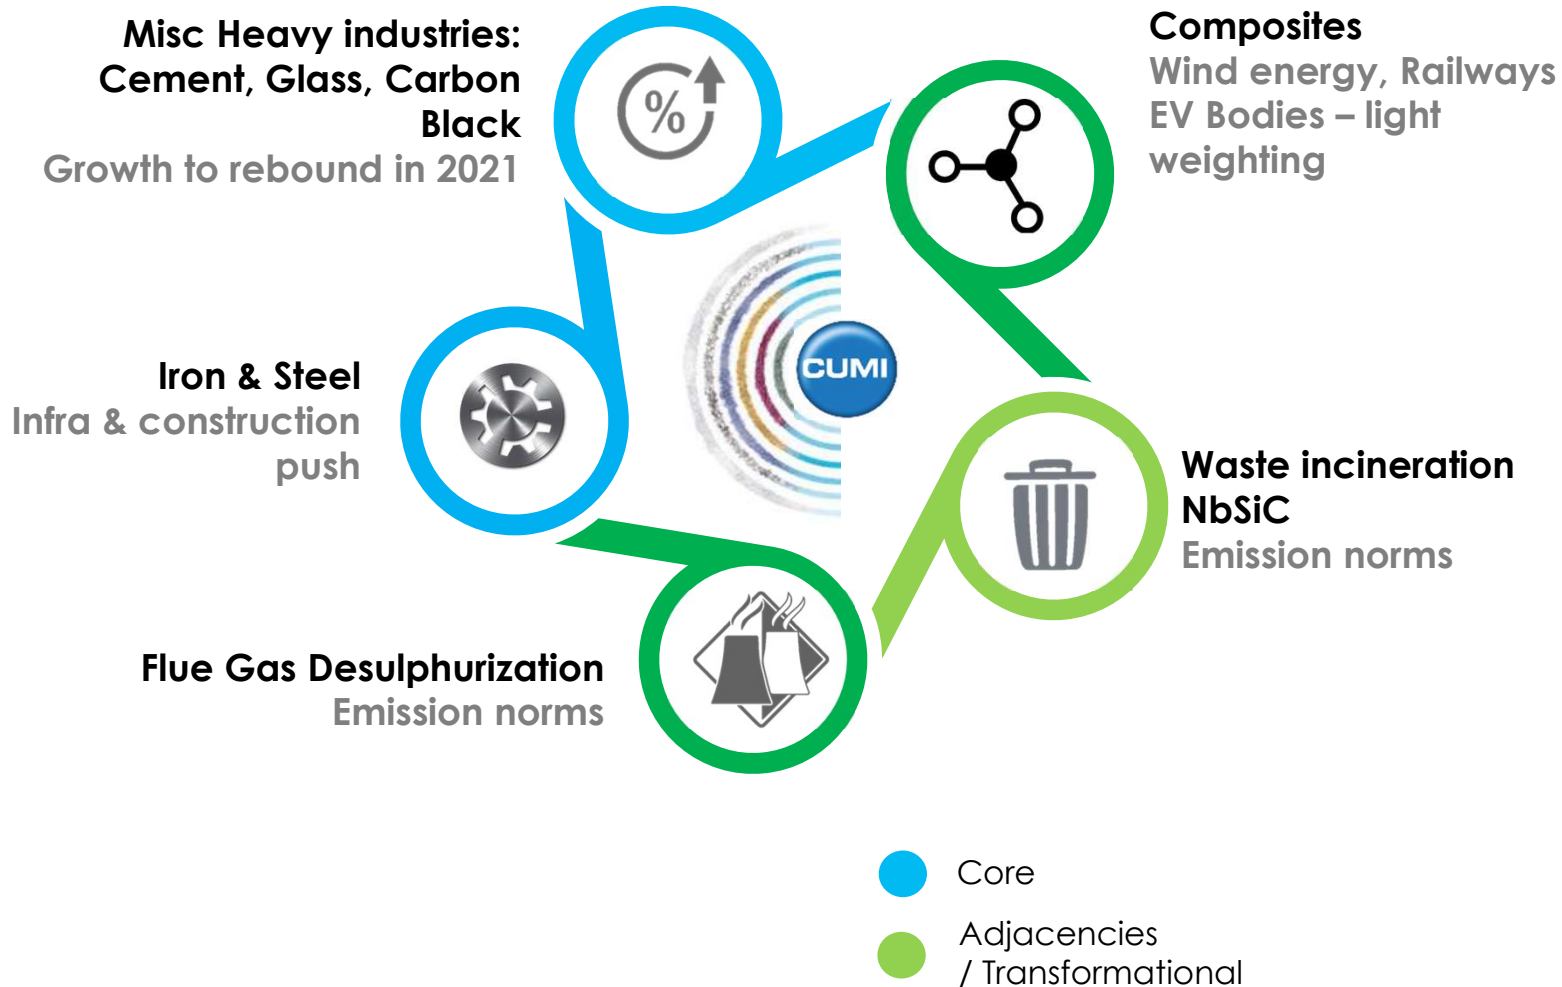 Misc Heavy industries:
Cement, Glass, Carbon
Black
Growth to rebound in 2021
%
Composites
Wind energy, Railways
EV Bodies – light
weighting
CUMI
Iron & Steel
Infra & construction
push
Waste incineration
NbSiC
Emission norms
Flue Gas Desulphurization
Emission norms
Core
Adjacencies
/ Transformational